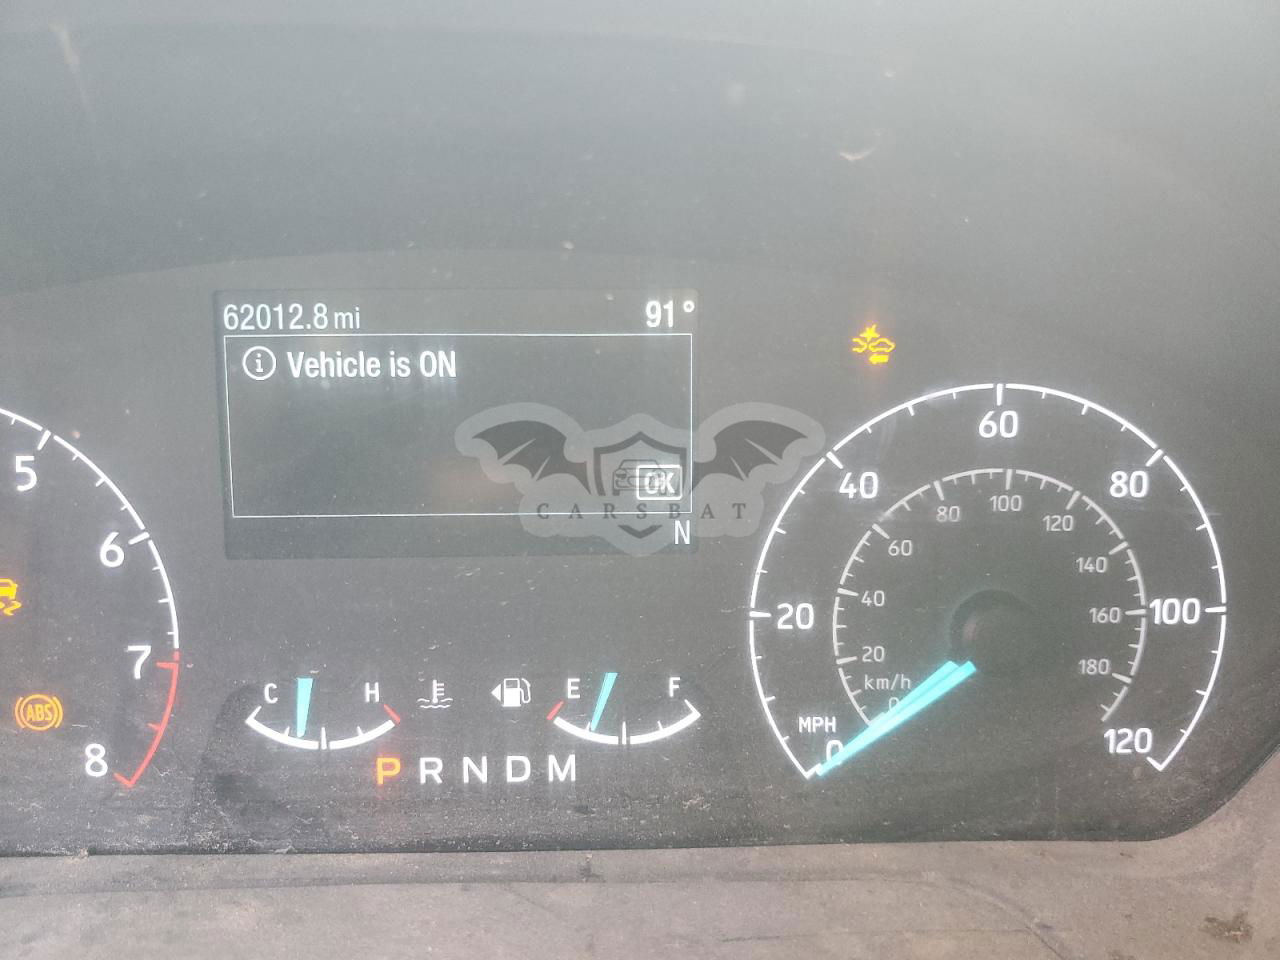 62012.8 mi 91°
i Vehicle is ON
OK
CARSBAT
N
5
6
7
8
ABS
C H E F
P R N D M
0 20 40 60 80 100 120
MPH
0 20 40 60 80 100 120 140 160 180
km/h